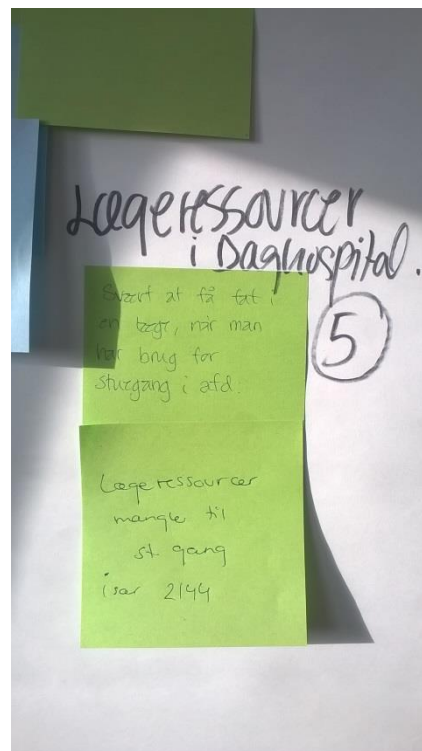 Lægeressourcer
i Daghospital.
5
Svært at få fat i
en læge, når man
har brug for
stuegang i afd.
Lægeressourcer
mangle til
st. gang
især 2144